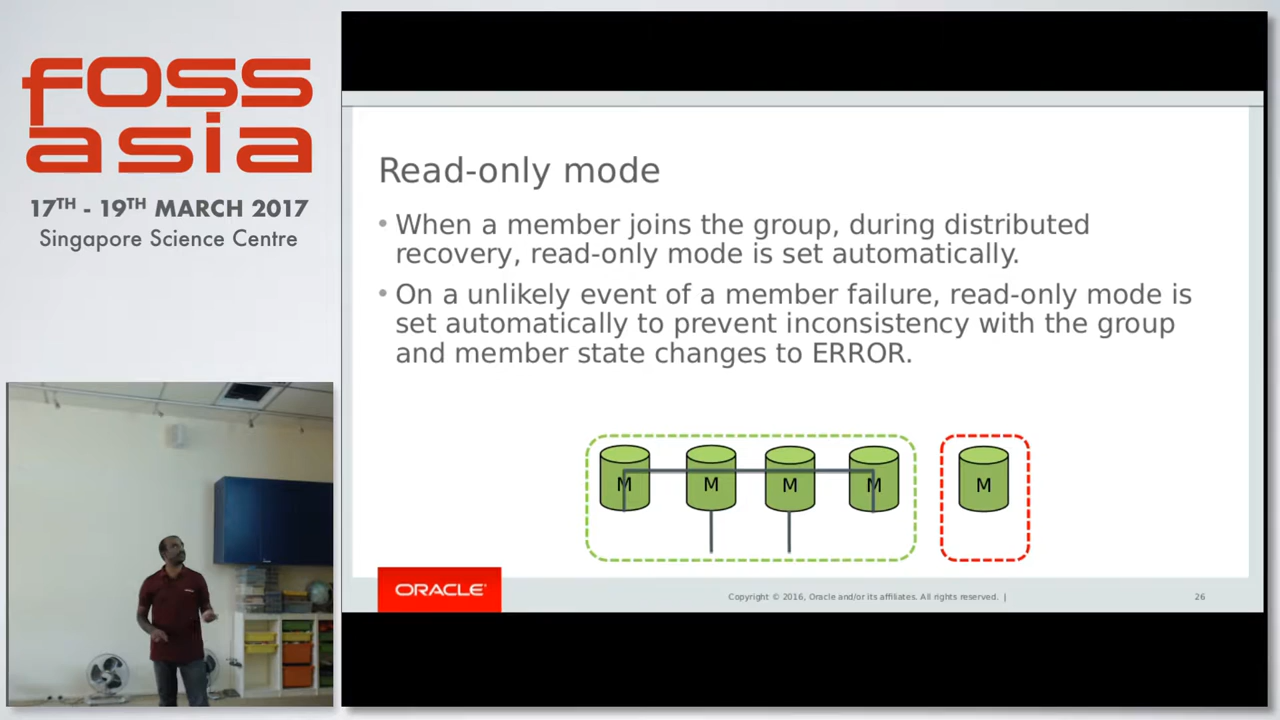 foss
asia
17TH - 19TH MARCH 2017
Singapore Science Centre
Read-only mode
• When a member joins the group, during distributed
recovery, read-only mode is set automatically.
• On a unlikely event of a member failure, read-only mode is
set automatically to prevent inconsistency with the group
and member state changes to ERROR.
M M M M M
ORACLE
Copyright © 2016, Oracle and/or its affiliates. All rights reserved. |
26